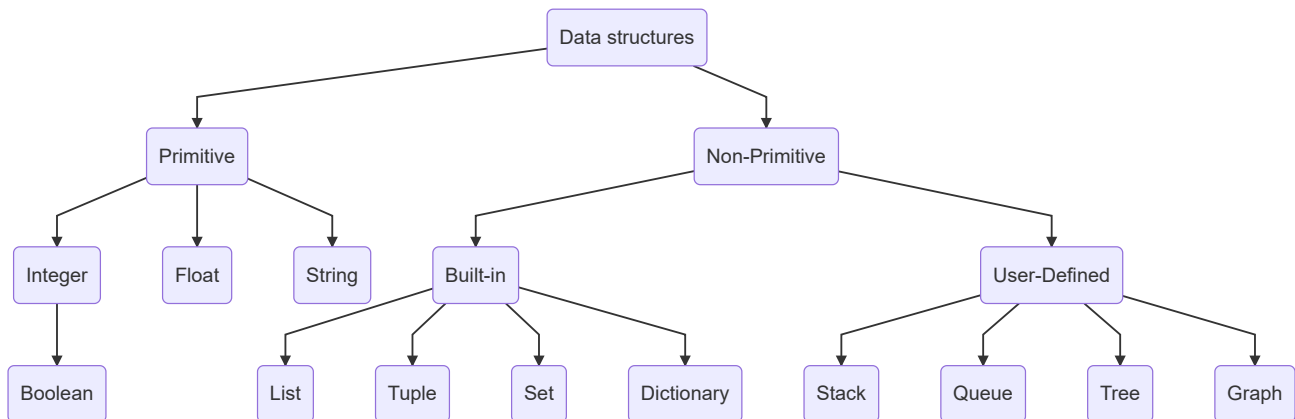 Data structures
Primitive
Non-Primitive
Integer
Float
String
Built-in
User-Defined
Boolean
List
Tuple
Set
Dictionary
Stack
Queue
Tree
Graph